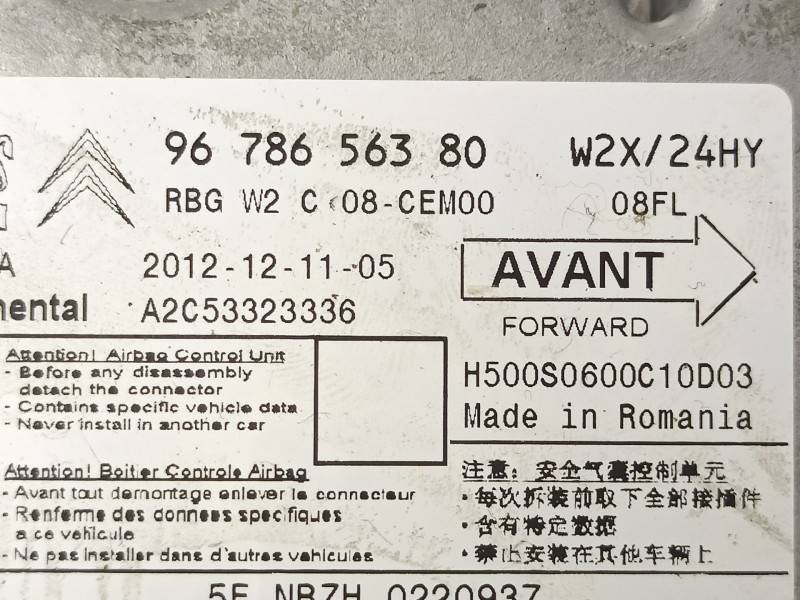 96 786 563 80 W2X/24HY
RBG W2 C 08-CEM00 08FL
A 2012-12-11-05 AVANT
nental A2C53323336
FORWARD
Attention! Airbag Control Unit
- Before any disassembly
detach the connector
- Contains specific vehicle data
- Never install in another car
H500S0600C10D03
Made in Romania
Attention! Boitier Controle Airbag
- Avant tout demontage enlever le connecteur
- Renferme des donnees specifiques
a ce vehicule
- Ne pas installer dans d'autres vehicules
注意: 安全气囊控制单元
· 每次拆装前取下全部接插件
· 含有特定数据
· 禁止安装在其他车辆上
5F NBZH 0220937